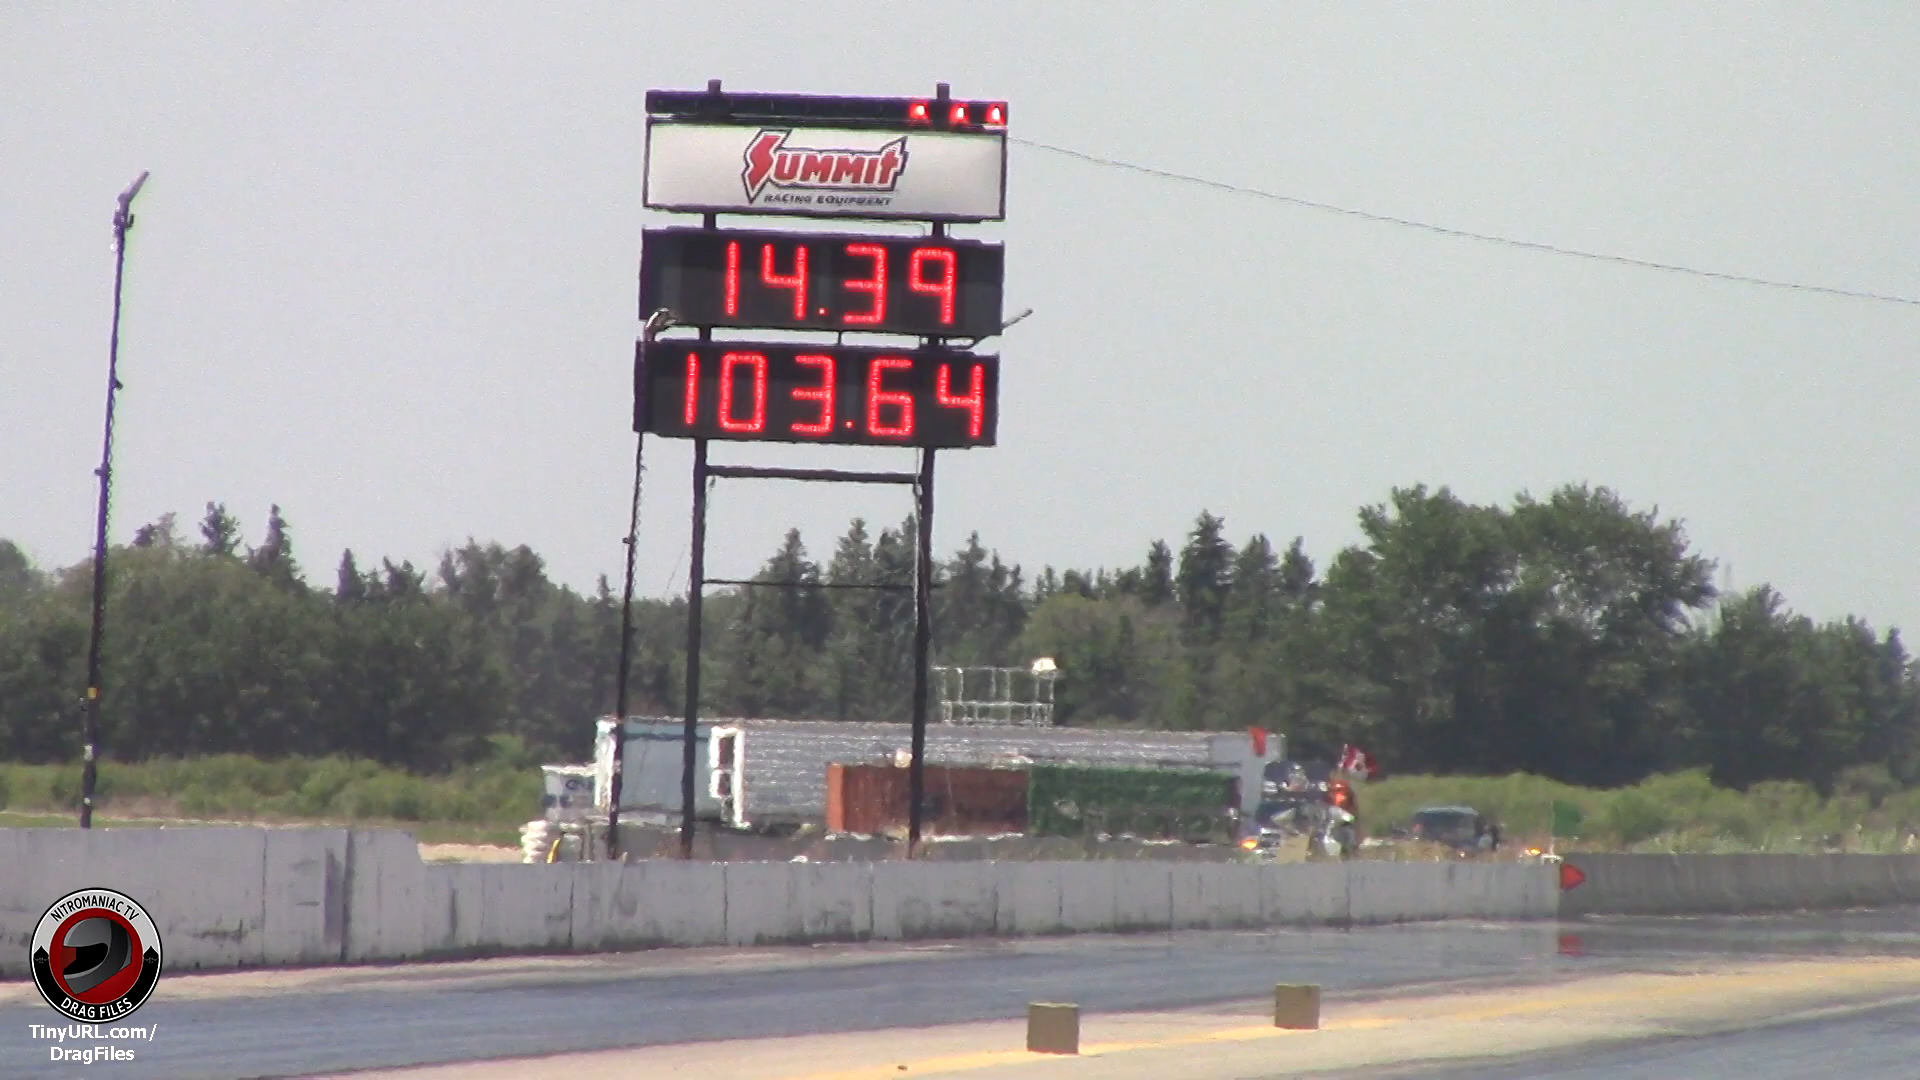 SUMMIT
RACING EQUIPMENT
14.39
103.64
NITROMANIAC TV
DRAG FILES
TinyURL.com/
DragFiles